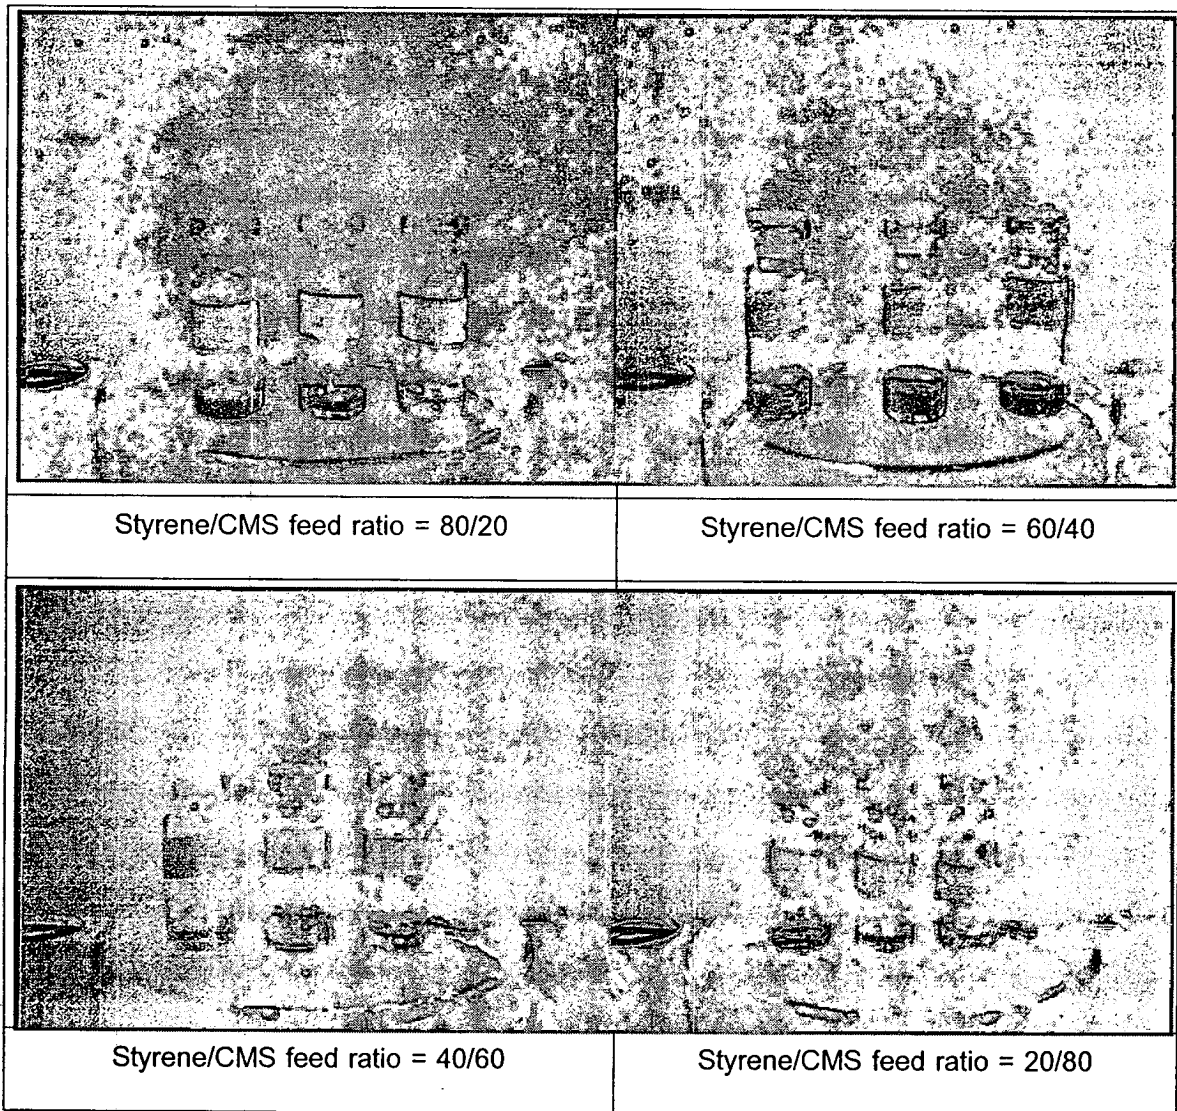 Styrene/CMS feed ratio = 80/20
Styrene/CMS feed ratio = 60/40
Styrene/CMS feed ratio = 40/60
Styrene/CMS feed ratio = 20/80